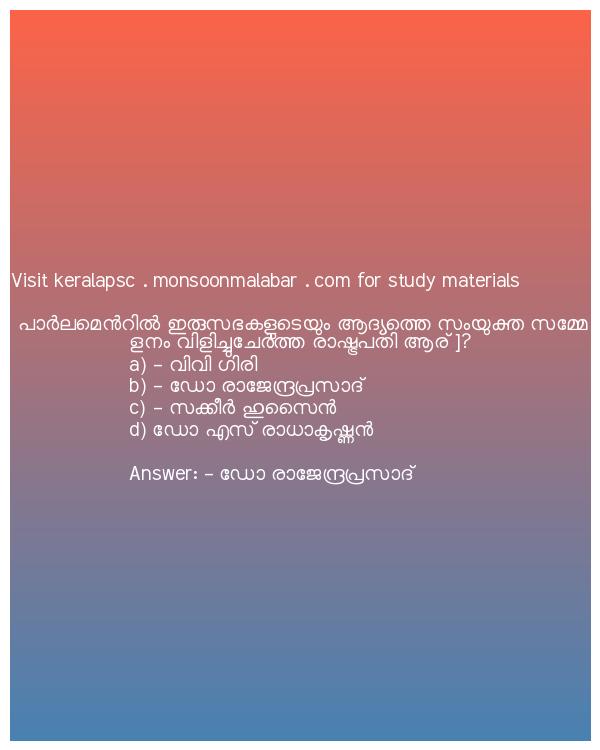 Visit keralapsc . monsoonmalabar . com for study materials
പാർലമെൻറിൽ ഇരുസഭകളുടെയും ആദ്യത്തെ സംയുക്ത സമ്മേ
ളനം വിളിച്ചുചേർത്ത രാഷ്ട്രപതി ആര് ]?
a) – വിവി ഗിരി
b) – ഡോ രാജേന്ദ്രപ്രസാദ്
c) – സക്കീർ ഹുസൈൻ
d) ഡോ എസ് രാധാകൃഷ്ണൻ
Answer: – ഡോ രാജേന്ദ്രപ്രസാദ്